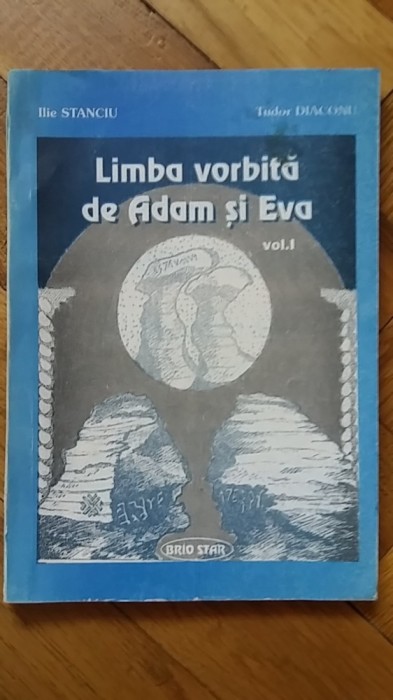 Ilie STANCIU
Tudor DIACONU
Limba vorbită
de Adam și Eva
vol.I
BRIO STAR